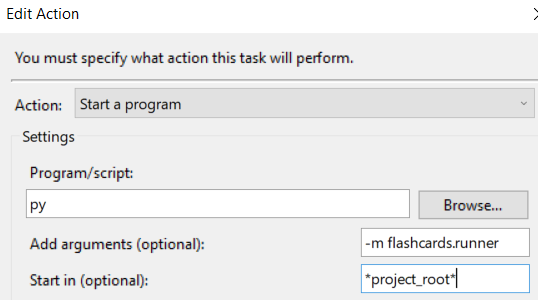 Edit Action
You must specify what action this task will perform.
Action: Start a program
Settings
Program/script:
py Browse...
Add arguments (optional): -m flashcards.runner
Start in (optional): *project_root*